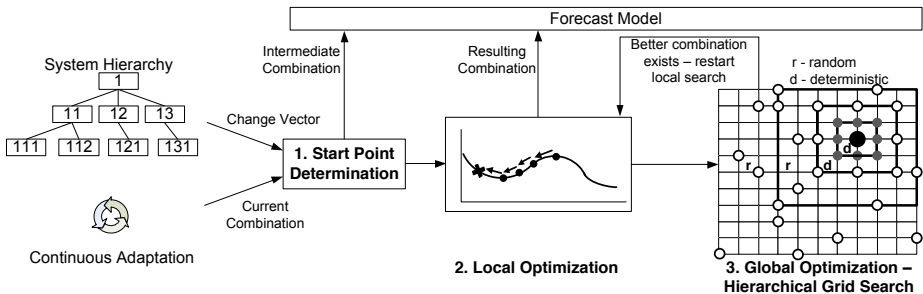 Forecast Model
System Hierarchy
1
11
12
13
111
112
121
131
Continuous Adaptation
Change Vector
Current
Combination
Intermediate
Combination
1. Start Point
Determination
Resulting
Combination
2. Local Optimization
Better combination
exists – restart
local search
r - random
d - deterministic
r
r
d
d
3. Global Optimization –
Hierarchical Grid Search